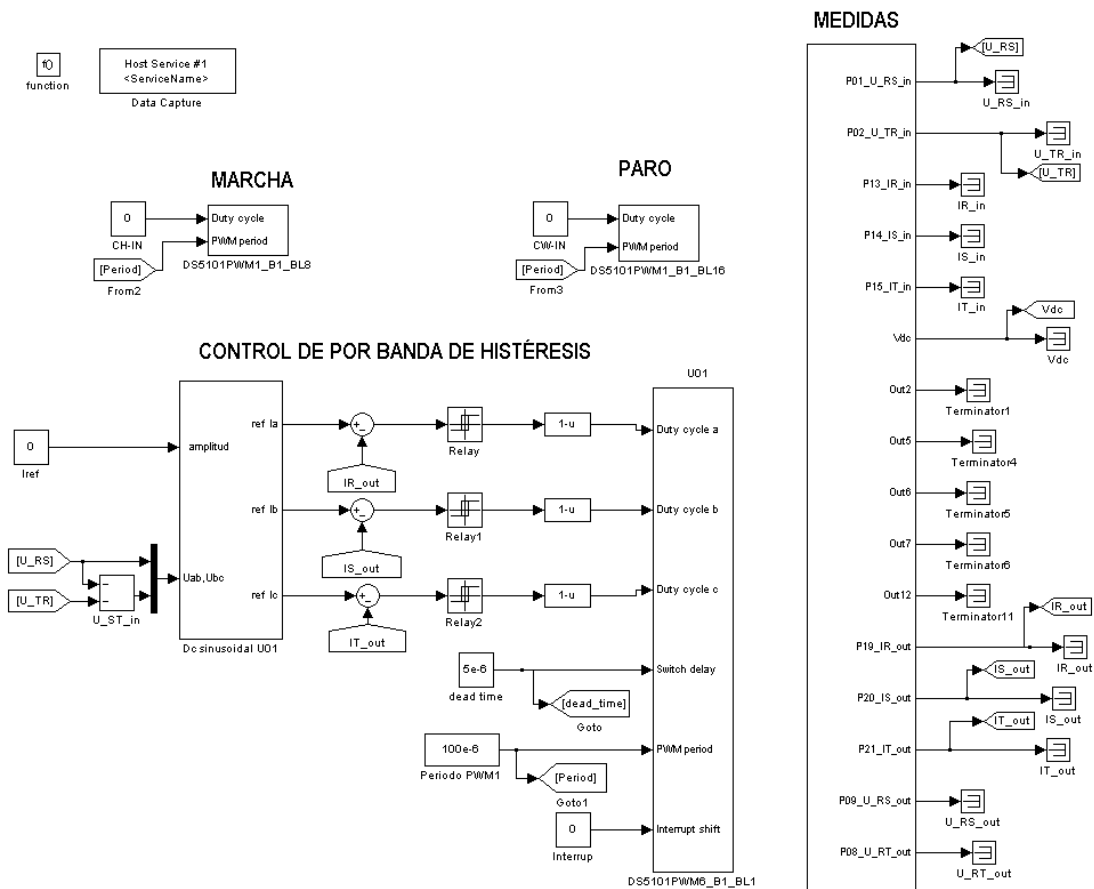 f()
function
Host Service #1
<ServiceName>
Data Capture
MARCHA
0
CH-IN
[Period]
From2
Duty cycle
PWM period
DS5101PWM1_B1_BL8
PARO
0
CW-IN
[Period]
From3
Duty cycle
PWM period
DS5101PWM1_B1_BL16
CONTROL DE POR BANDA DE HISTÉRESIS
0
Iref
[U_RS]
[U_TR]
U_ST_in
amplitud
Uab,Ubc
ref Ia
ref Ib
ref Ic
Dc sinusoidal U01
IR_out
IS_out
IT_out
Relay
Relay1
Relay2
1-u
1-u
1-u
5e-6
dead time
[dead_time]
Goto
100e-6
Periodo PWM1
[Period]
Goto1
0
Interrup
U01
Duty cycle a
Duty cycle b
Duty cycle c
Switch delay
PWM period
Interrupt shift
DS5101PWM6_B1_BL1
MEDIDAS
P01_U_RS_in
[U_RS]
U_RS_in
P02_U_TR_in
U_TR_in
[U_TR]
P13_IR_in
IR_in
P14_IS_in
IS_in
P15_IT_in
IT_in
Vdc
Vdc
Vdc
Out2
Terminator1
Out5
Terminator4
Out6
Terminator5
Out7
Terminator6
Out12
Terminator11
P19_IR_out
IR_out
IR_out
P20_IS_out
IS_out
IS_out
P21_IT_out
IT_out
IT_out
P09_U_RS_out
U_RS_out
P08_U_RT_out
U_RT_out